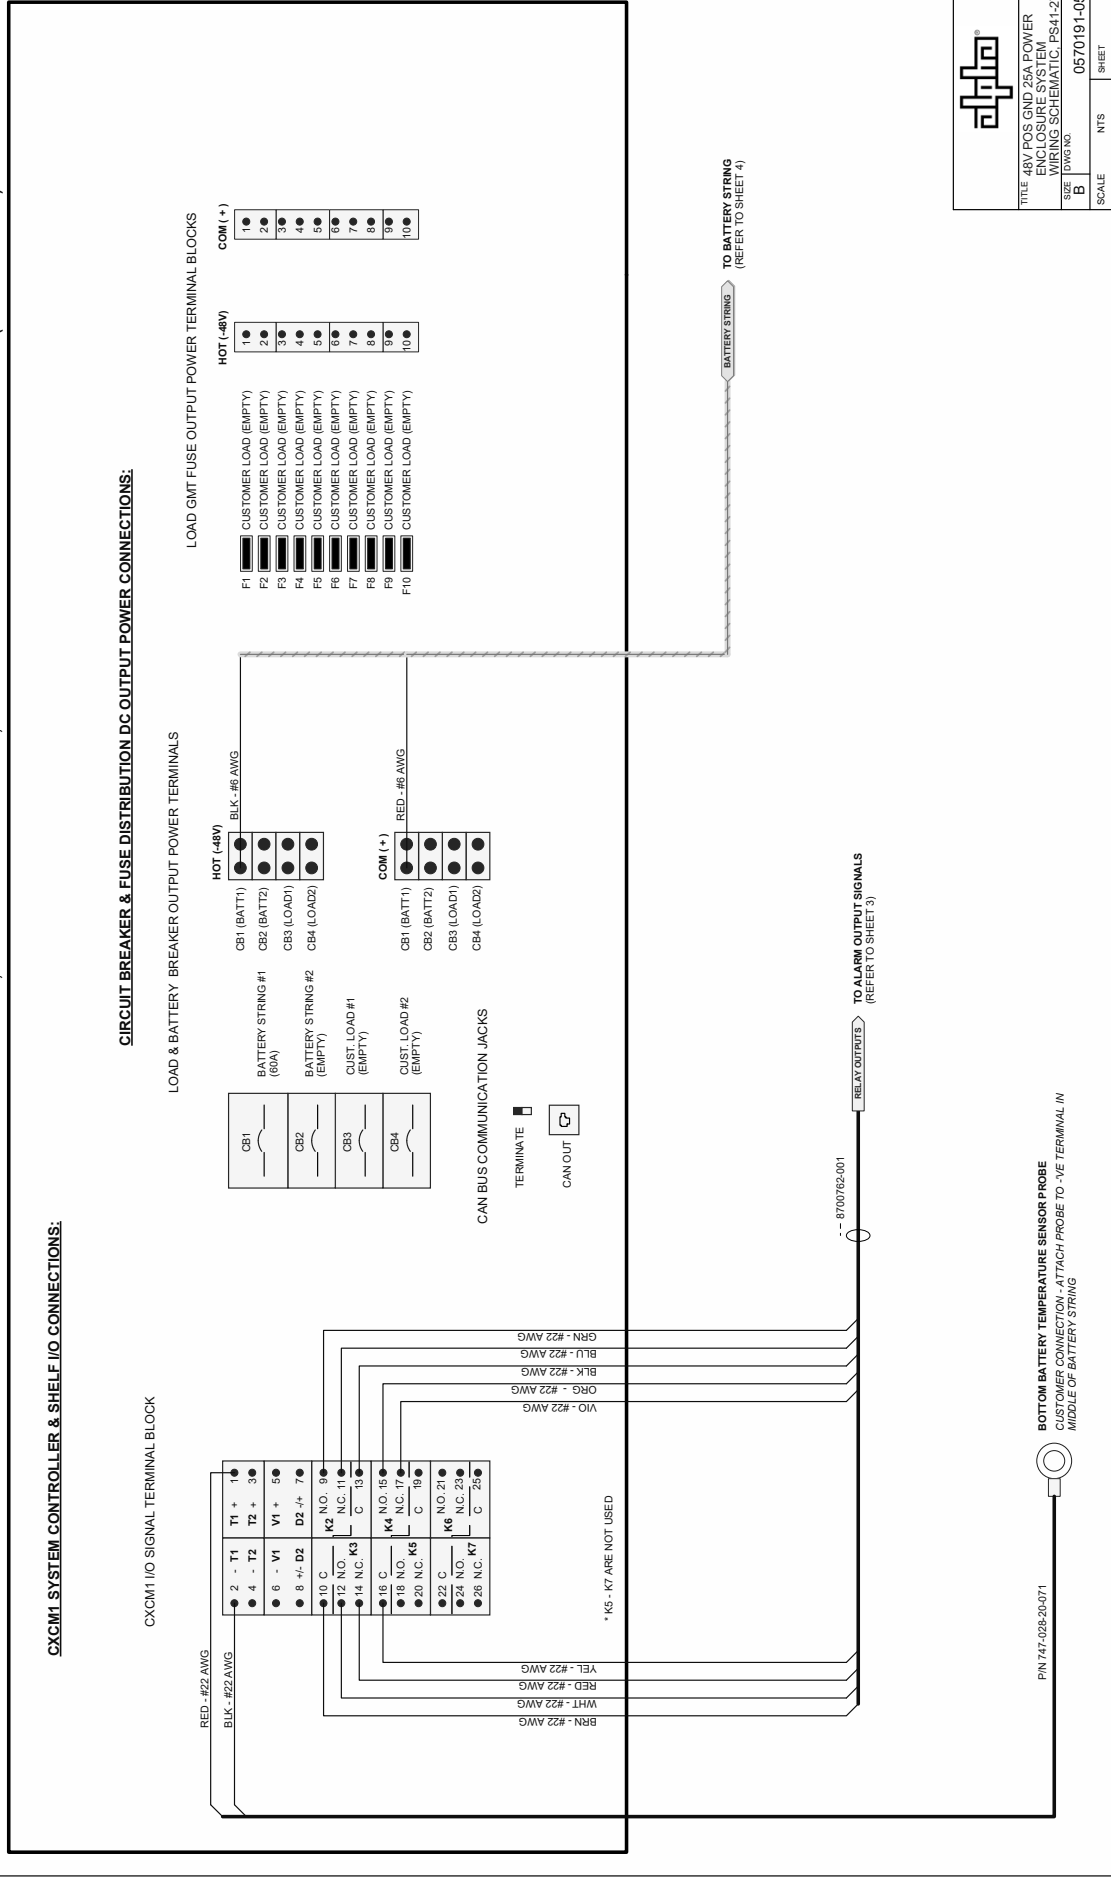 CXCM1 SYSTEM CONTROLLER & SHELF I/O CONNECTIONS:
CXCM1 I/O SIGNAL TERMINAL BLOCK
RED - #22 AWG
BLK - #22 AWG
2 - T1 T1 + 1
4 - T2 T2 + 3
6 - V1 V1 + 5
8 +/- D2 D2 -/+ 7
10 C K2 N.O. 9
12 N.O. N.C. 11
14 N.C. K3 C 13
16 C K4 N.O. 15
18 N.O. N.C. 17
20 N.C. K5 C 19
22 C K6 N.O. 21
24 N.O. N.C. 23
26 N.C. K7 C 25
BRN - #22 AWG
WHT - #22 AWG
RED - #22 AWG
YEL - #22 AWG
VIO - #22 AWG
ORG - #22 AWG
BLK - #22 AWG
BLU - #22 AWG
GRN - #22 AWG
* K5 - K7 ARE NOT USED
8700762-001
RELAY OUTPUTS
TO ALARM OUTPUT SIGNALS
(REFER TO SHEET 3)
P/N 747-028-20-071
BOTTOM BATTERY TEMPERATURE SENSOR PROBE
CUSTOMER CONNECTION - ATTACH PROBE TO -VE TERMINAL IN
MIDDLE OF BATTERY STRING
CIRCUIT BREAKER & FUSE DISTRIBUTION DC OUTPUT POWER CONNECTIONS:
LOAD & BATTERY BREAKER OUTPUT POWER TERMINALS
CB1
BATTERY STRING #1
(60A)
CB2
BATTERY STRING #2
(EMPTY)
CB3
CUST. LOAD #1
(EMPTY)
CB4
CUST. LOAD #2
(EMPTY)
HOT (-48V)
CB1 (BATT1)
CB2 (BATT2)
CB3 (LOAD1)
CB4 (LOAD2)
BLK - #6 AWG
COM ( + )
CB1 (BATT1)
CB2 (BATT2)
CB3 (LOAD1)
CB4 (LOAD2)
RED - #6 AWG
CAN BUS COMMUNICATION JACKS
TERMINATE
CAN OUT
LOAD GMT FUSE OUTPUT POWER TERMINAL BLOCKS
HOT (-48V)
COM ( + )
F1 CUSTOMER LOAD (EMPTY) 1 1
F2 CUSTOMER LOAD (EMPTY) 2 2
F3 CUSTOMER LOAD (EMPTY) 3 3
F4 CUSTOMER LOAD (EMPTY) 4 4
F5 CUSTOMER LOAD (EMPTY) 5 5
F6 CUSTOMER LOAD (EMPTY) 6 6
F7 CUSTOMER LOAD (EMPTY) 7 7
F8 CUSTOMER LOAD (EMPTY) 8 8
F9 CUSTOMER LOAD (EMPTY) 9 9
F10 CUSTOMER LOAD (EMPTY) 10 10
BATTERY STRING
TO BATTERY STRING
(REFER TO SHEET 4)
alpha ®
TITLE 48V POS GND 25A POWER
ENCLOSURE SYSTEM
WIRING SCHEMATIC, PS41-2
SIZE B DWG NO. 0570191-05
SCALE NTS SHEET